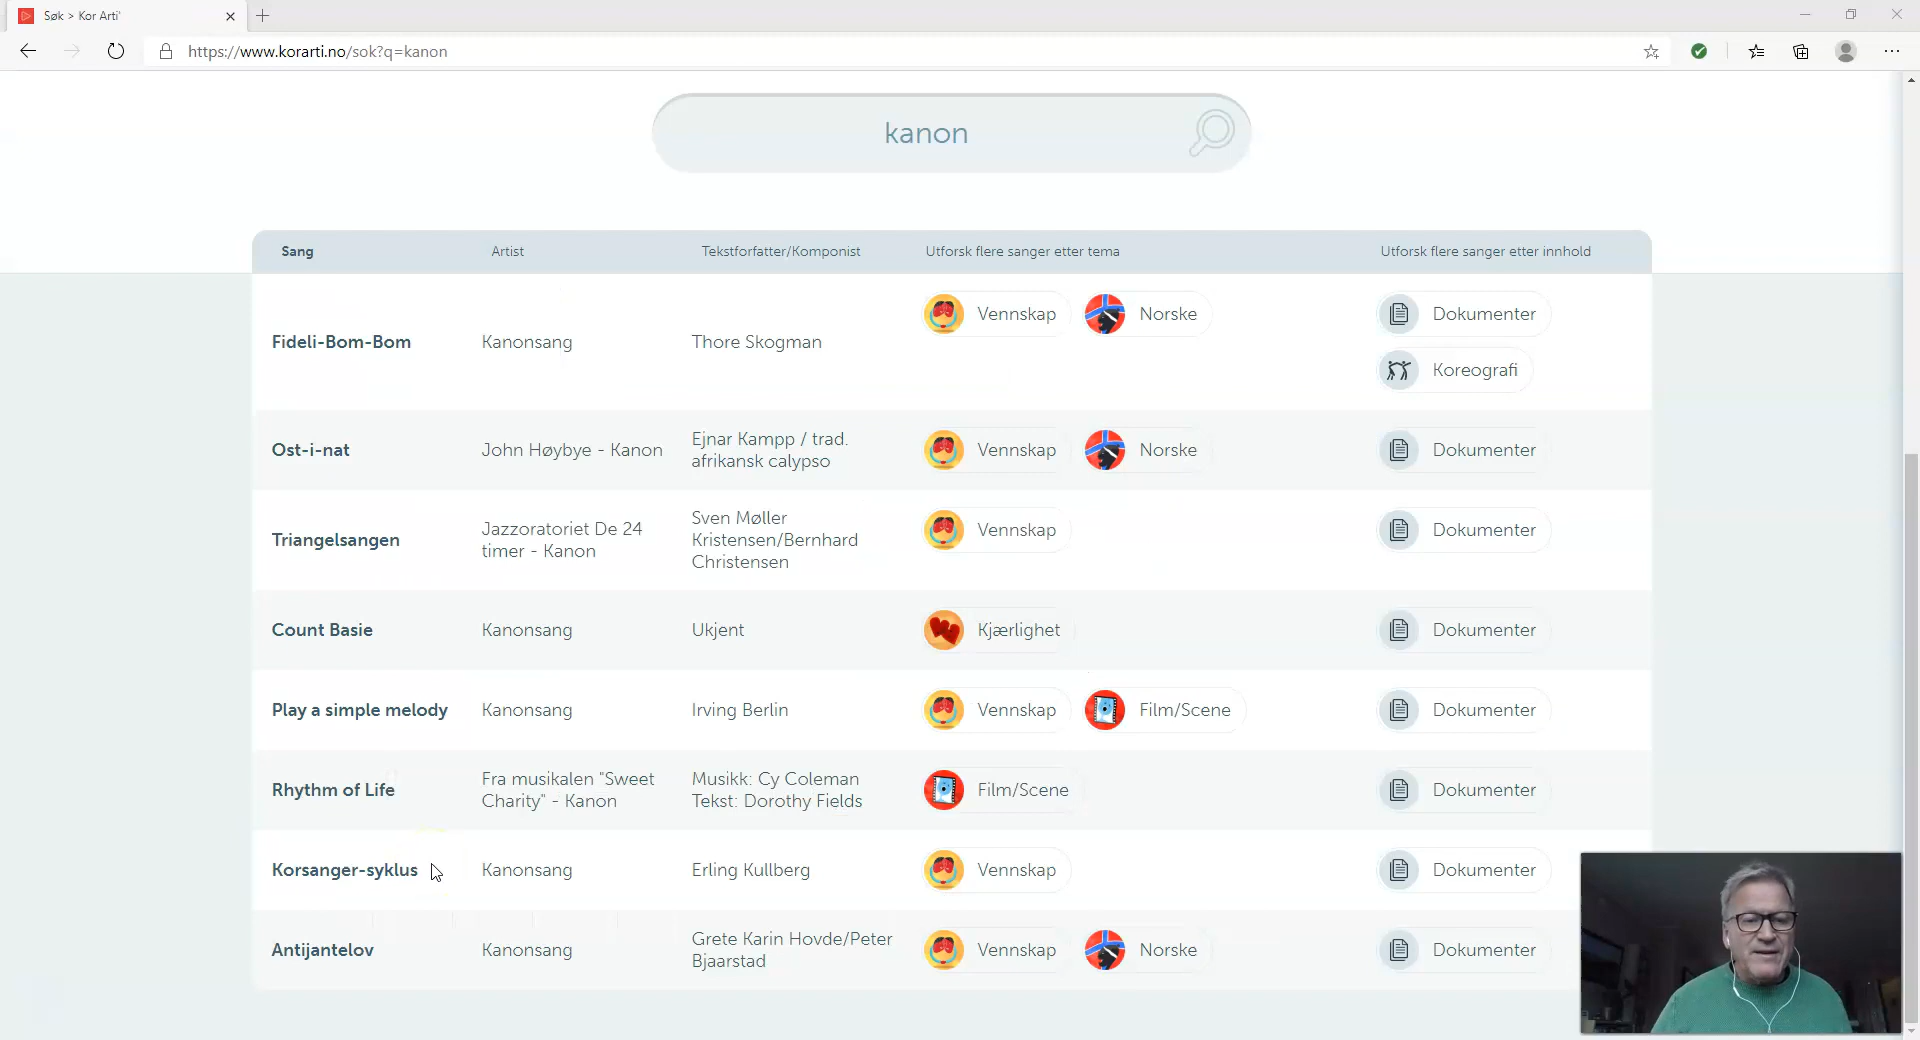 Søk > Kor Arti'
https://www.korarti.no/sok?q=kanon
kanon
Sang Artist Tekstforfatter/Komponist Utforsk flere sanger etter tema Utforsk flere sanger etter innhold
Fideli-Bom-Bom Kanonsang Thore Skogman Vennskap Norske Dokumenter
Koreografi
Ost-i-nat John Høybye - Kanon Ejnar Kampp / trad.
afrikansk calypso Vennskap Norske Dokumenter
Triangelsangen Jazzoratoriet De 24
timer - Kanon Sven Møller
Kristensen/Bernhard
Christensen Vennskap Dokumenter
Count Basie Kanonsang Ukjent Kjærlighet Dokumenter
Play a simple melody Kanonsang Irving Berlin Vennskap Film/Scene Dokumenter
Rhythm of Life Fra musikalen "Sweet
Charity" - Kanon Musikk: Cy Coleman
Tekst: Dorothy Fields Film/Scene Dokumenter
Korsanger-syklus Kanonsang Erling Kullberg Vennskap Dokumenter
Antijantelov Kanonsang Grete Karin Hovde/Peter
Bjaarstad Vennskap Norske Dokumenter